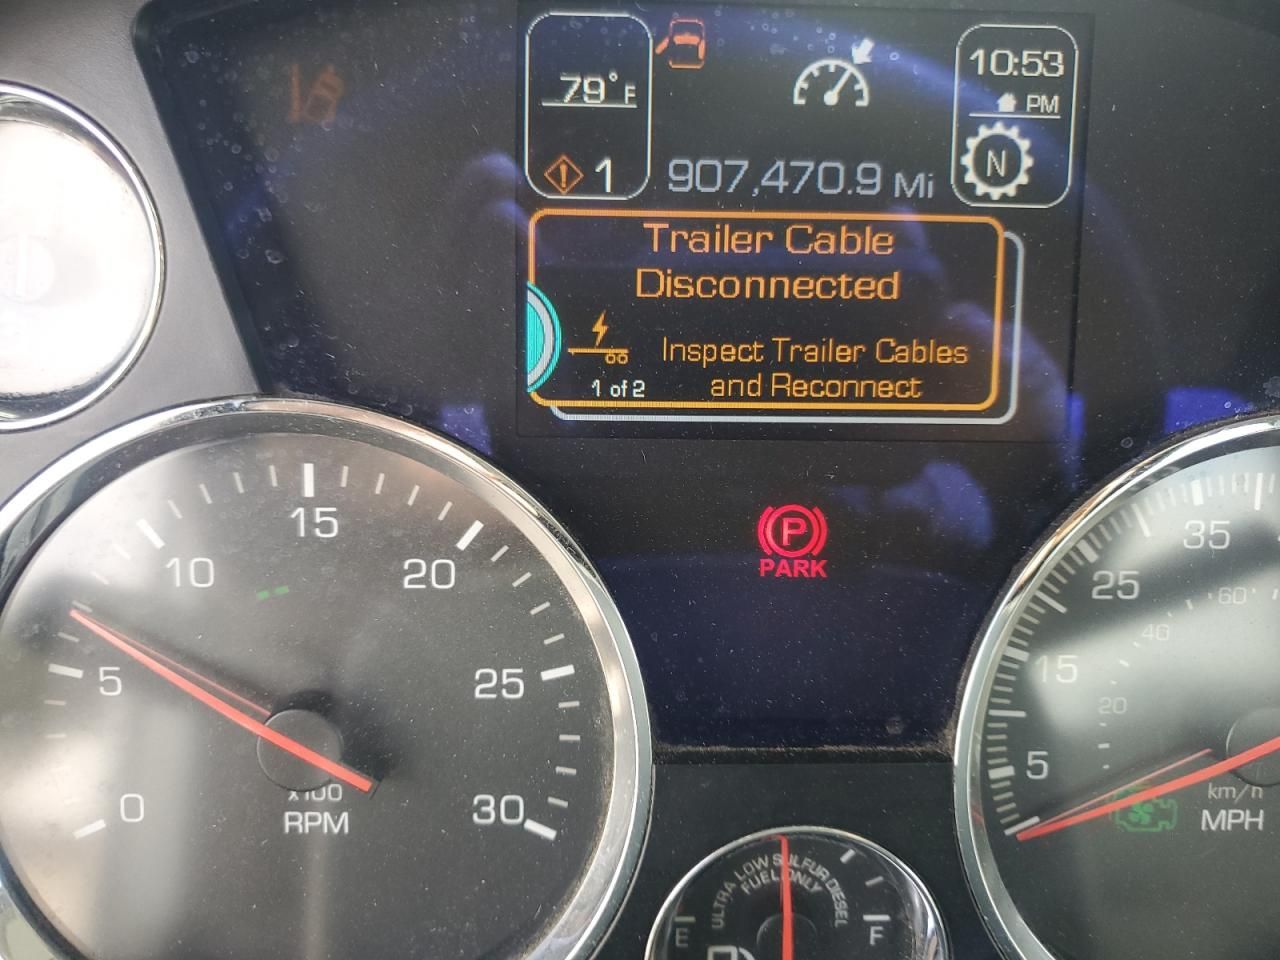 79°F
1
10:53
PM
N
907,470.9 Mi
Trailer Cable
Disconnected
Inspect Trailer Cables
and Reconnect
1 of 2
P
PARK
0
5
10
15
20
25
30
x100
RPM
5
15
25
35
20
40
60
km/h
MPH
ULTRA LOW SULFUR DIESEL
FUEL ONLY
E
F